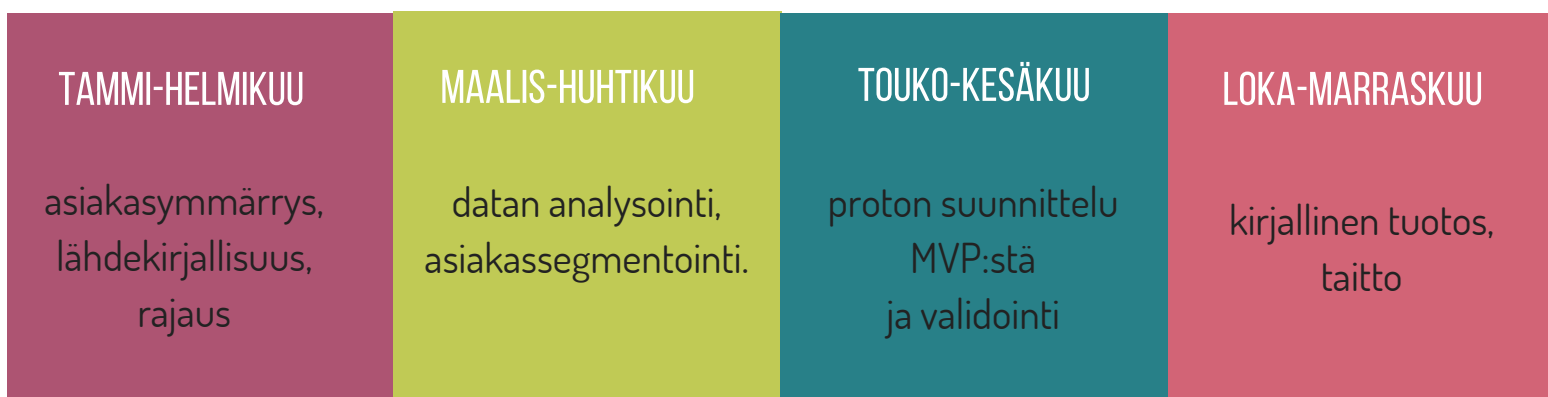 TAMMI-HELMIKUU
asiakasymmärrys,
lähdekirjallisuus,
rajaus
MAALIS-HUHTIKUU
datan analysointi,
asiakassegmentointi.
TOUKO-KESÄKUU
proton suunnittelu
MVP:stä
ja validointi
LOKA-MARRASKUU
kirjallinen tuotos,
taitto